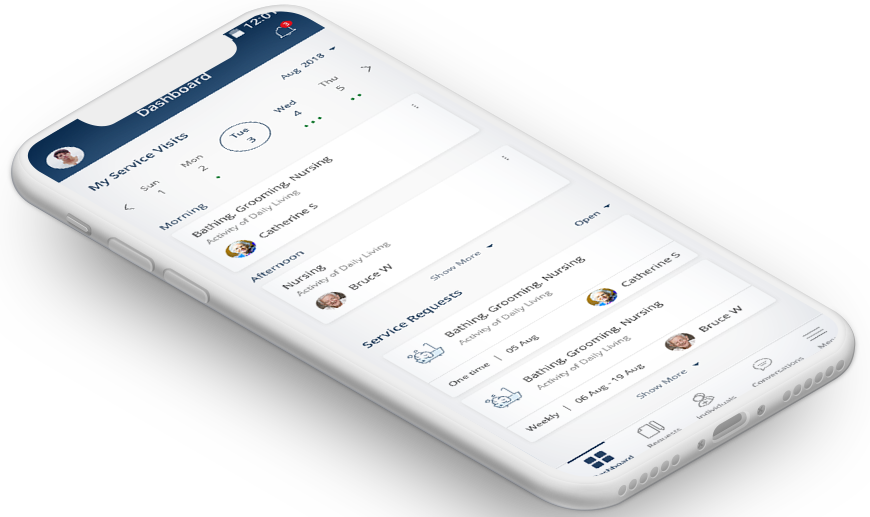 12:01
3
Dashboard
My Service Visits
Aug 2018
Sun Mon Tue Wed Thu
1 2 3 4 5
Morning
Bathing, Grooming, Nursing
Activity of Daily Living
Catherine S
Afternoon
Nursing
Activity of Daily Living
Bruce W
Show More
Service Requests
Open
Bathing, Grooming, Nursing
Activity of Daily Living
Catherine S
One time | 05 Aug
Bathing, Grooming, Nursing
Activity of Daily Living
Bruce W
Weekly | 06 Aug - 19 Aug
Show More
Requests
Individuals
Conversations